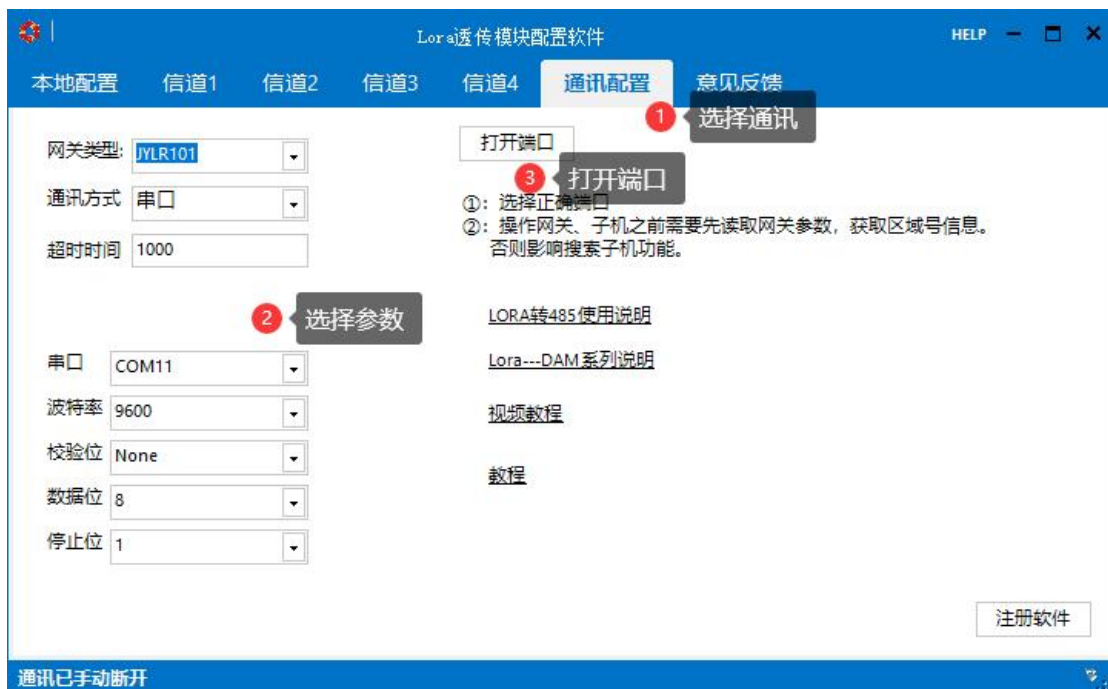 Lora透传模块配置软件
HELP
本地配置 信道1 信道2 信道3 信道4 通讯配置 意见反馈
1 选择通讯
网关类型: JYLR101
打开端口
3 打开端口
通讯方式 串口
①：选择正确端口
②：操作网关、子机之前需要先读取网关参数，获取区域号信息。
否则影响搜索子机功能。
超时时间 1000
2 选择参数
LORA转485使用说明
串口 COM11
Lora---DAM系列说明
波特率 9600
视频教程
校验位 None
教程
数据位 8
停止位 1
注册软件
通讯已手动断开